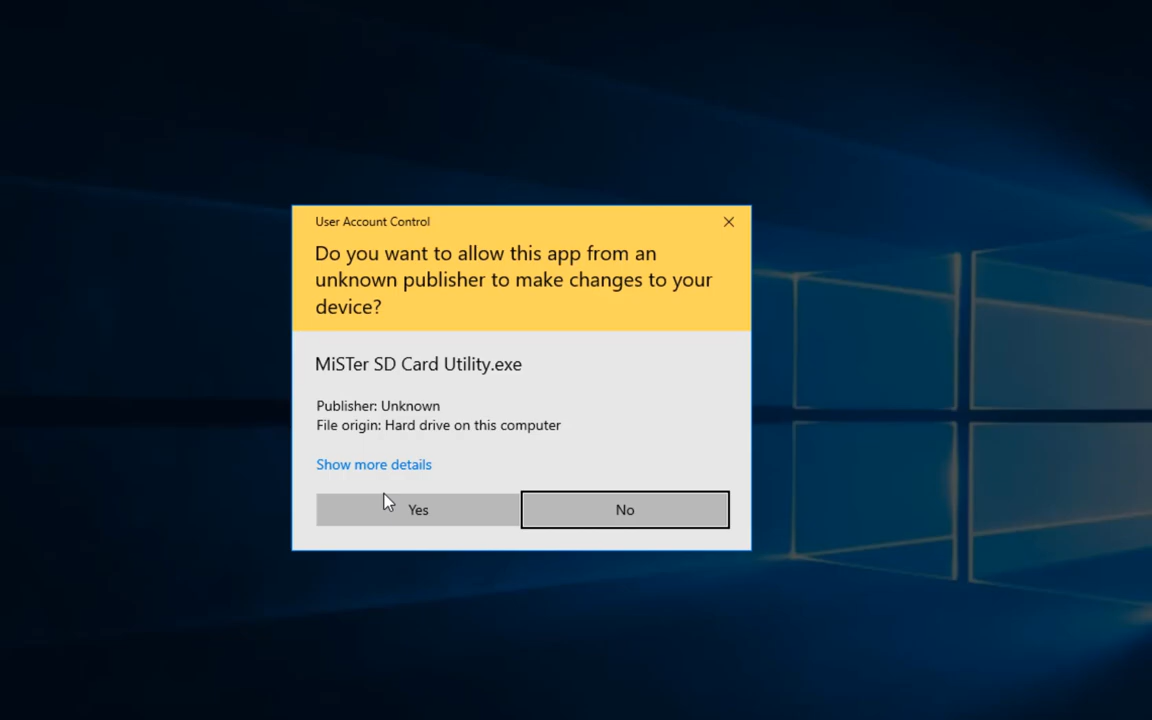 User Account Control
Do you want to allow this app from an
unknown publisher to make changes to your
device?
MiSTer SD Card Utility.exe
Publisher: Unknown
File origin: Hard drive on this computer
Show more details
Yes
No